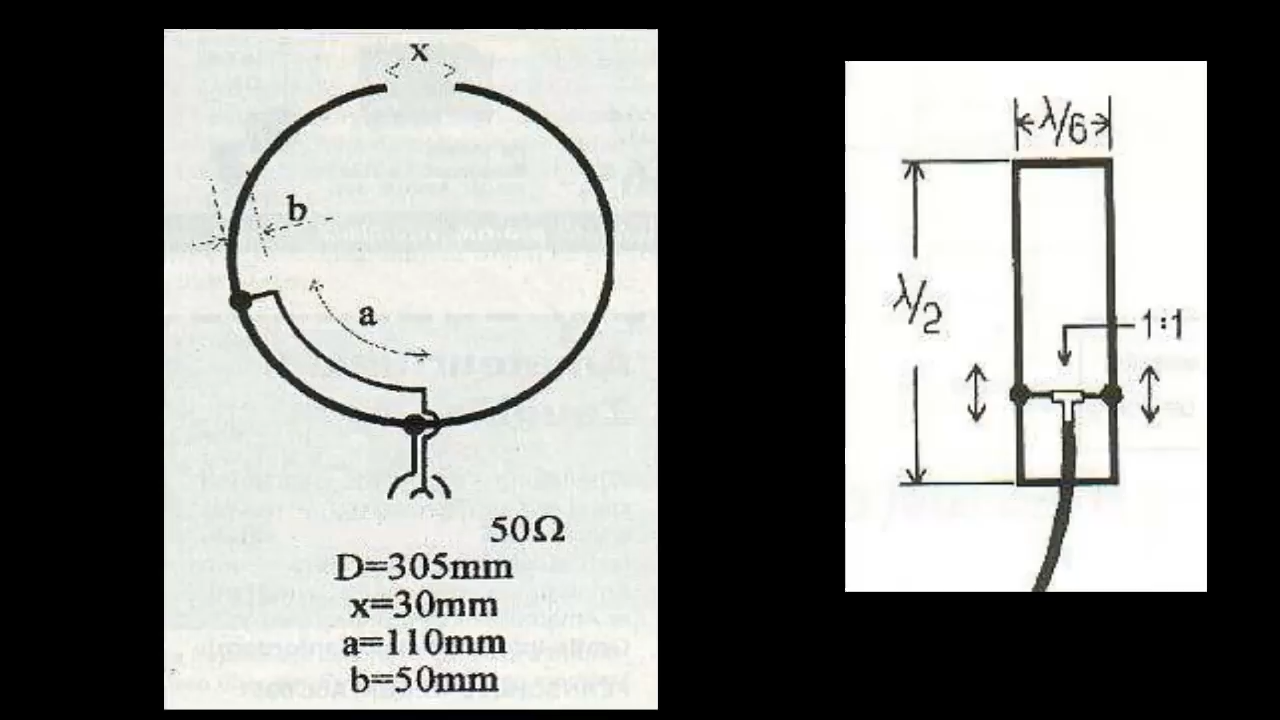 x
b
a
50Ω
D=305mm
x=30mm
a=110mm
b=50mm
λ/6
λ/2
1:1